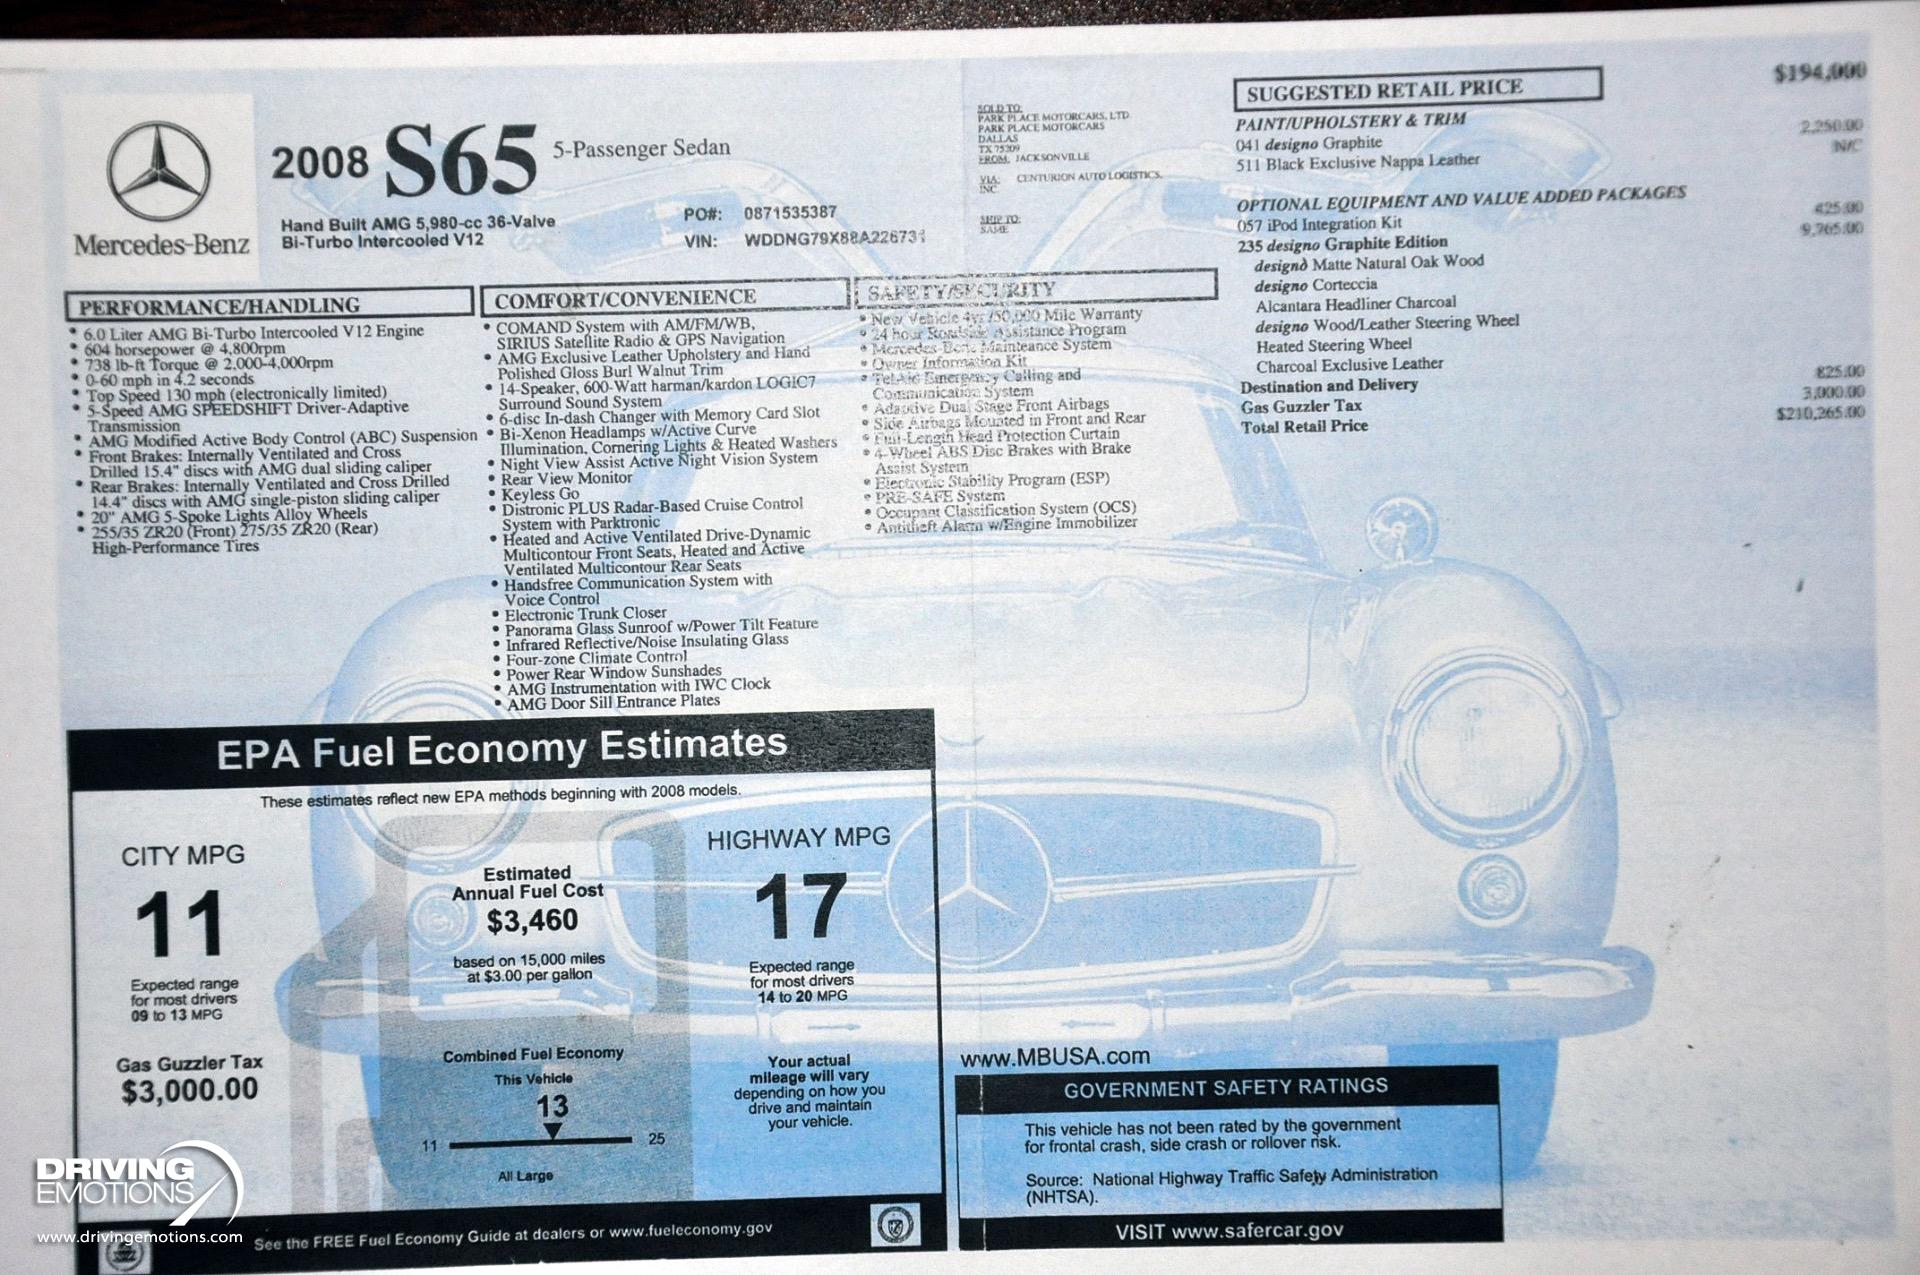 Mercedes-Benz
2008 S65 5-Passenger Sedan
Hand Built AMG 5,980-cc 36-Valve
Bi-Turbo Intercooled V12
PO#: 0871535387
VIN: WDDNG79X88A226731
SOLD TO:
PARK PLACE MOTORCARS, LTD
PARK PLACE MOTORCARS
DALLAS
TX 75209
FROM: JACKSONVILLE
VIA: CENTURION AUTO LOGISTICS,
INC
SHIP TO:
SAME
SUGGESTED RETAIL PRICE $194,000
PAINT/UPHOLSTERY & TRIM
041 designo Graphite 2,250.00
511 Black Exclusive Nappa Leather N/C
OPTIONAL EQUIPMENT AND VALUE ADDED PACKAGES
057 iPod Integration Kit 425.00
235 designo Graphite Edition 9,765.00
designo Matte Natural Oak Wood
designo Corteccia
Alcantara Headliner Charcoal
designo Wood/Leather Steering Wheel
Heated Steering Wheel
Charcoal Exclusive Leather
Destination and Delivery 825.00
Gas Guzzler Tax 3,000.00
Total Retail Price $210,265.00
PERFORMANCE/HANDLING
• 6.0 Liter AMG Bi-Turbo Intercooled V12 Engine
• 604 horsepower @ 4,800rpm
• 738 lb-ft Torque @ 2,000-4,000rpm
• 0-60 mph in 4.2 seconds
• Top Speed 130 mph (electronically limited)
• 5-Speed AMG SPEEDSHIFT Driver-Adaptive
Transmission
• AMG Modified Active Body Control (ABC) Suspension
• Front Brakes: Internally Ventilated and Cross
Drilled 15.4" discs with AMG dual sliding caliper
• Rear Brakes: Internally Ventilated and Cross Drilled
14.4" discs with AMG single-piston sliding caliper
• 20" AMG 5-Spoke Lights Alloy Wheels
• 255/35 ZR20 (Front) 275/35 ZR20 (Rear)
High-Performance Tires
COMFORT/CONVENIENCE
• COMAND System with AM/FM/WB,
SIRIUS Satellite Radio & GPS Navigation
• AMG Exclusive Leather Upholstery and Hand
Polished Gloss Burl Walnut Trim
• 14-Speaker, 600-Watt harman/kardon LOGIC7
Surround Sound System
• 6-disc In-dash Changer with Memory Card Slot
• Bi-Xenon Headlamps w/Active Curve
Illumination, Cornering Lights & Heated Washers
• Night View Assist Active Night Vision System
• Rear View Monitor
• Keyless Go
• Distronic PLUS Radar-Based Cruise Control
System with Parktronic
• Heated and Active Ventilated Drive-Dynamic
Multicontour Front Seats, Heated and Active
Ventilated Multicontour Rear Seats
• Handsfree Communication System with
Voice Control
• Electronic Trunk Closer
• Panorama Glass Sunroof w/Power Tilt Feature
• Infrared Reflective/Noise Insulating Glass
• Four-zone Climate Control
• Power Rear Window Sunshades
• AMG Instrumentation with IWC Clock
• AMG Door Sill Entrance Plates
SAFETY/SECURITY
• New Vehicle 4yr /50,000 Mile Warranty
• 24 hour Roadside Assistance Program
• Mercedes-Benz Mainteance System
• Owner Information Kit
• TeleAid Emergency Calling and
Communication System
• Adaptive Dual Stage Front Airbags
• Side Airbags Mounted in Front and Rear
• Full-Length Head Protection Curtain
• 4-Wheel ABS Disc Brakes with Brake
Assist System
• Electronic Stability Program (ESP)
• PRE-SAFE System
• Occupant Classification System (OCS)
• Antitheft Alarm w/Engine Immobilizer
EPA Fuel Economy Estimates
These estimates reflect new EPA methods beginning with 2008 models.
CITY MPG
11
Expected range
for most drivers
09 to 13 MPG
Gas Guzzler Tax
$3,000.00
Estimated
Annual Fuel Cost
$3,460
based on 15,000 miles
at $3.00 per gallon
Combined Fuel Economy
This Vehicle
13
11 25
All Large
HIGHWAY MPG
17
Expected range
for most drivers
14 to 20 MPG
Your actual
mileage will vary
depending on how you
drive and maintain
your vehicle.
See the FREE Fuel Economy Guide at dealers or www.fueleconomy.gov
www.MBUSA.com
GOVERNMENT SAFETY RATINGS
This vehicle has not been rated by the government
for frontal crash, side crash or rollover risk.
Source: National Highway Traffic Safety Administration
(NHTSA).
VISIT www.safercar.gov
DRIVING
EMOTIONS
www.drivingemotions.com